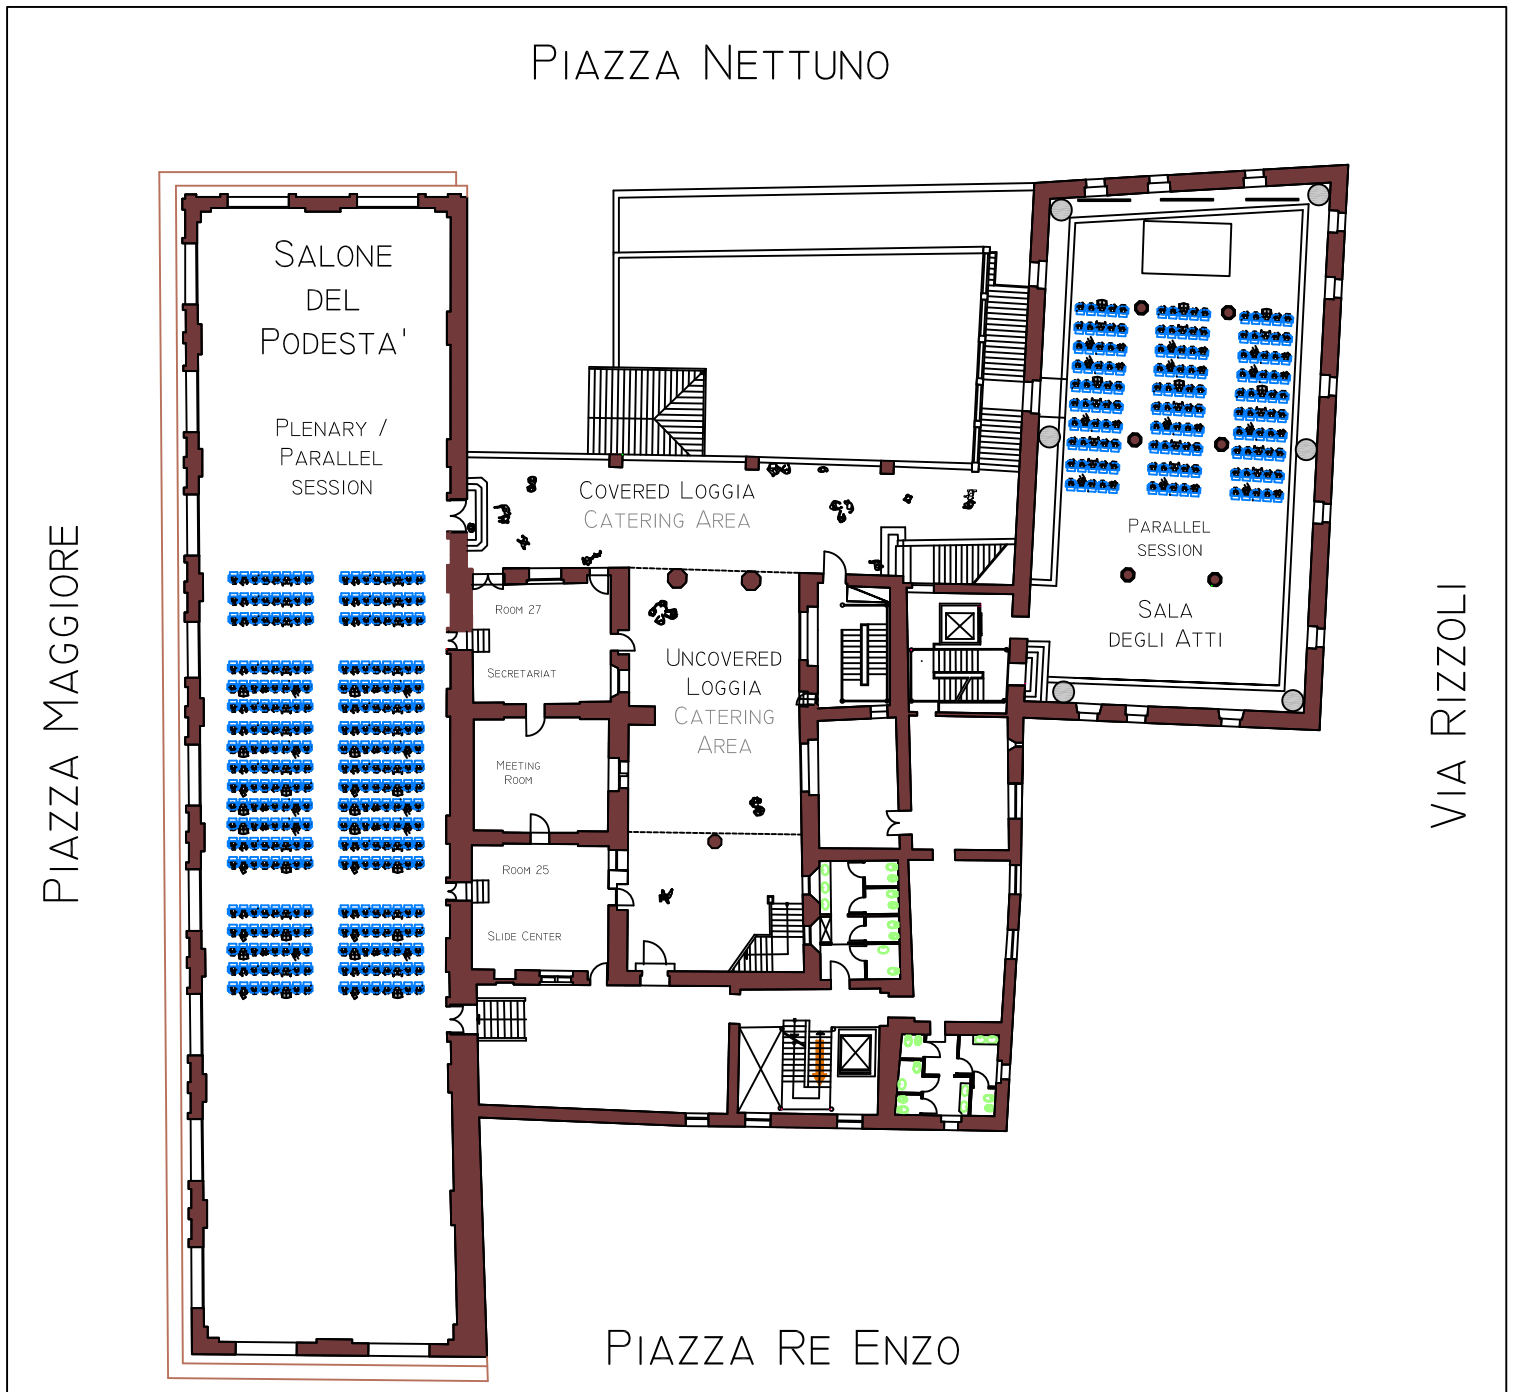 PIAZZA NETTUNO
SALONE
DEL
PODESTA'
PLENARY /
PARALLEL
SESSION
COVERED LOGGIA
CATERING AREA
PARALLEL
SESSION
SALA
DEGLI ATTI
ROOM 27
SECRETARIAT
UNCOVERED
LOGGIA
CATERING
AREA
MEETING
ROOM
ROOM 25
SLIDE CENTER
PIAZZA MAGGIORE
VIA RIZZOLI
PIAZZA RE ENZO